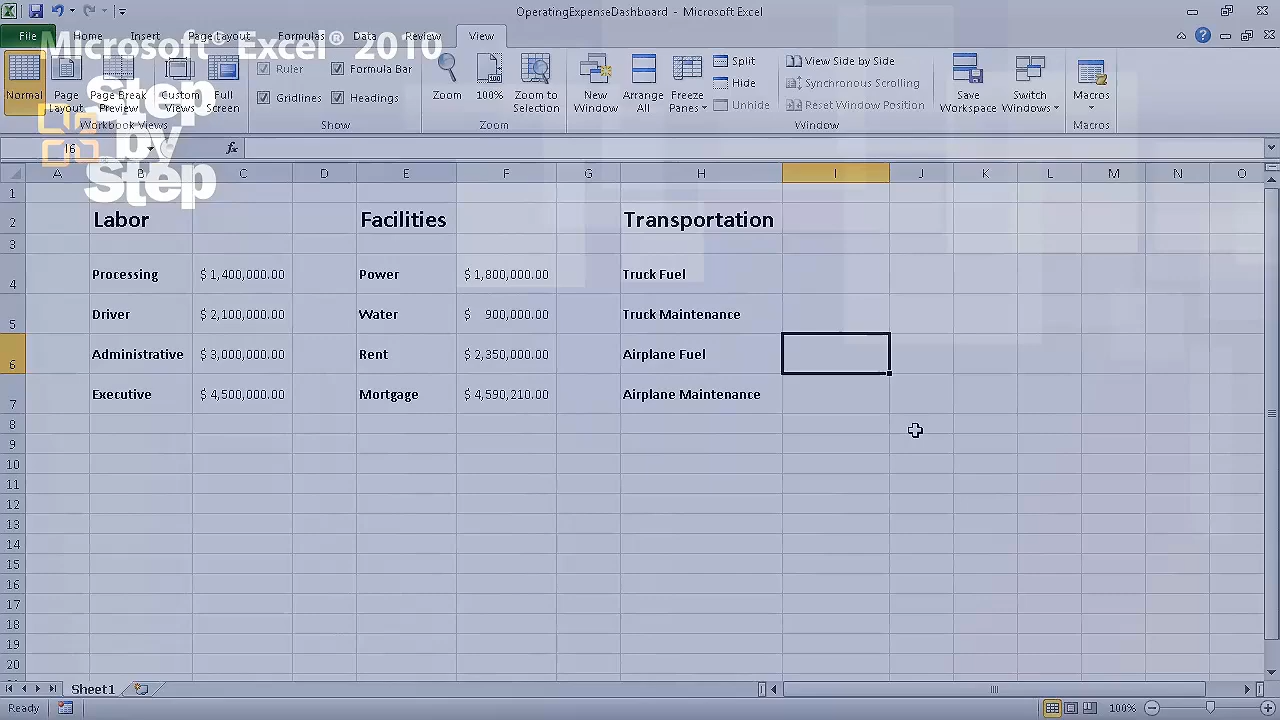 OperatingExpenseDashboard - Microsoft Excel
File Home Insert Page Layout Formulas Data Review View
Microsoft® Excel® 2010
Step
by
Step
Normal
Page
Layout
Page Break
Preview
Custom
Views
Full
Screen
Workbook Views
Ruler
Formula Bar
Gridlines
Headings
Show
Zoom
100%
Zoom to
Selection
Zoom
New
Window
Arrange
All
Freeze
Panes
Split
Hide
Unhide
View Side by Side
Synchronous Scrolling
Reset Window Position
Window
Save
Workspace
Switch
Windows
Macros
Macros
I6
fx
A B C D E F G H I J K L M N O
1
2 Labor Facilities Transportation
3
4 Processing $ 1,400,000.00 Power $ 1,800,000.00 Truck Fuel
5 Driver $ 2,100,000.00 Water $ 900,000.00 Truck Maintenance
6 Administrative $ 3,000,000.00 Rent $ 2,350,000.00 Airplane Fuel
7 Executive $ 4,500,000.00 Mortgage $ 4,590,210.00 Airplane Maintenance
8
9
10
11
12
13
14
15
16
17
18
19
20
Sheet1
Ready
100%